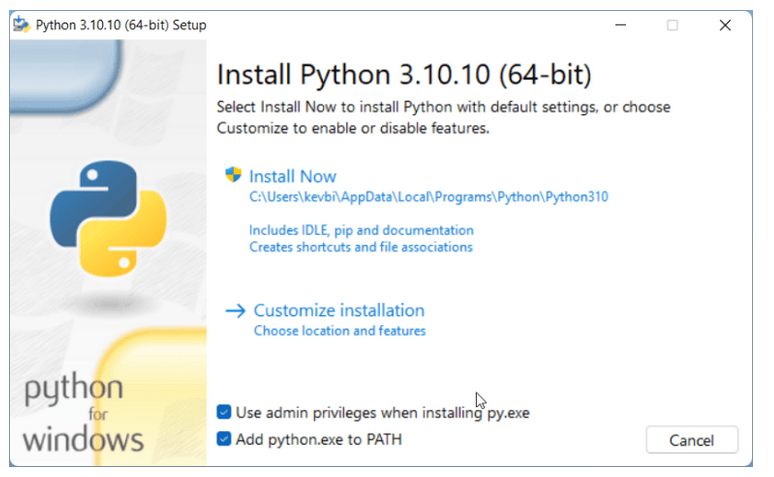 Python 3.10.10 (64-bit) Setup
Install Python 3.10.10 (64-bit)
Select Install Now to install Python with default settings, or choose
Customize to enable or disable features.
Install Now
C:\Users\kevbi\AppData\Local\Programs\Python\Python310
Includes IDLE, pip and documentation
Creates shortcuts and file associations
Customize installation
Choose location and features
python
for
windows
Use admin privileges when installing py.exe
Add python.exe to PATH
Cancel